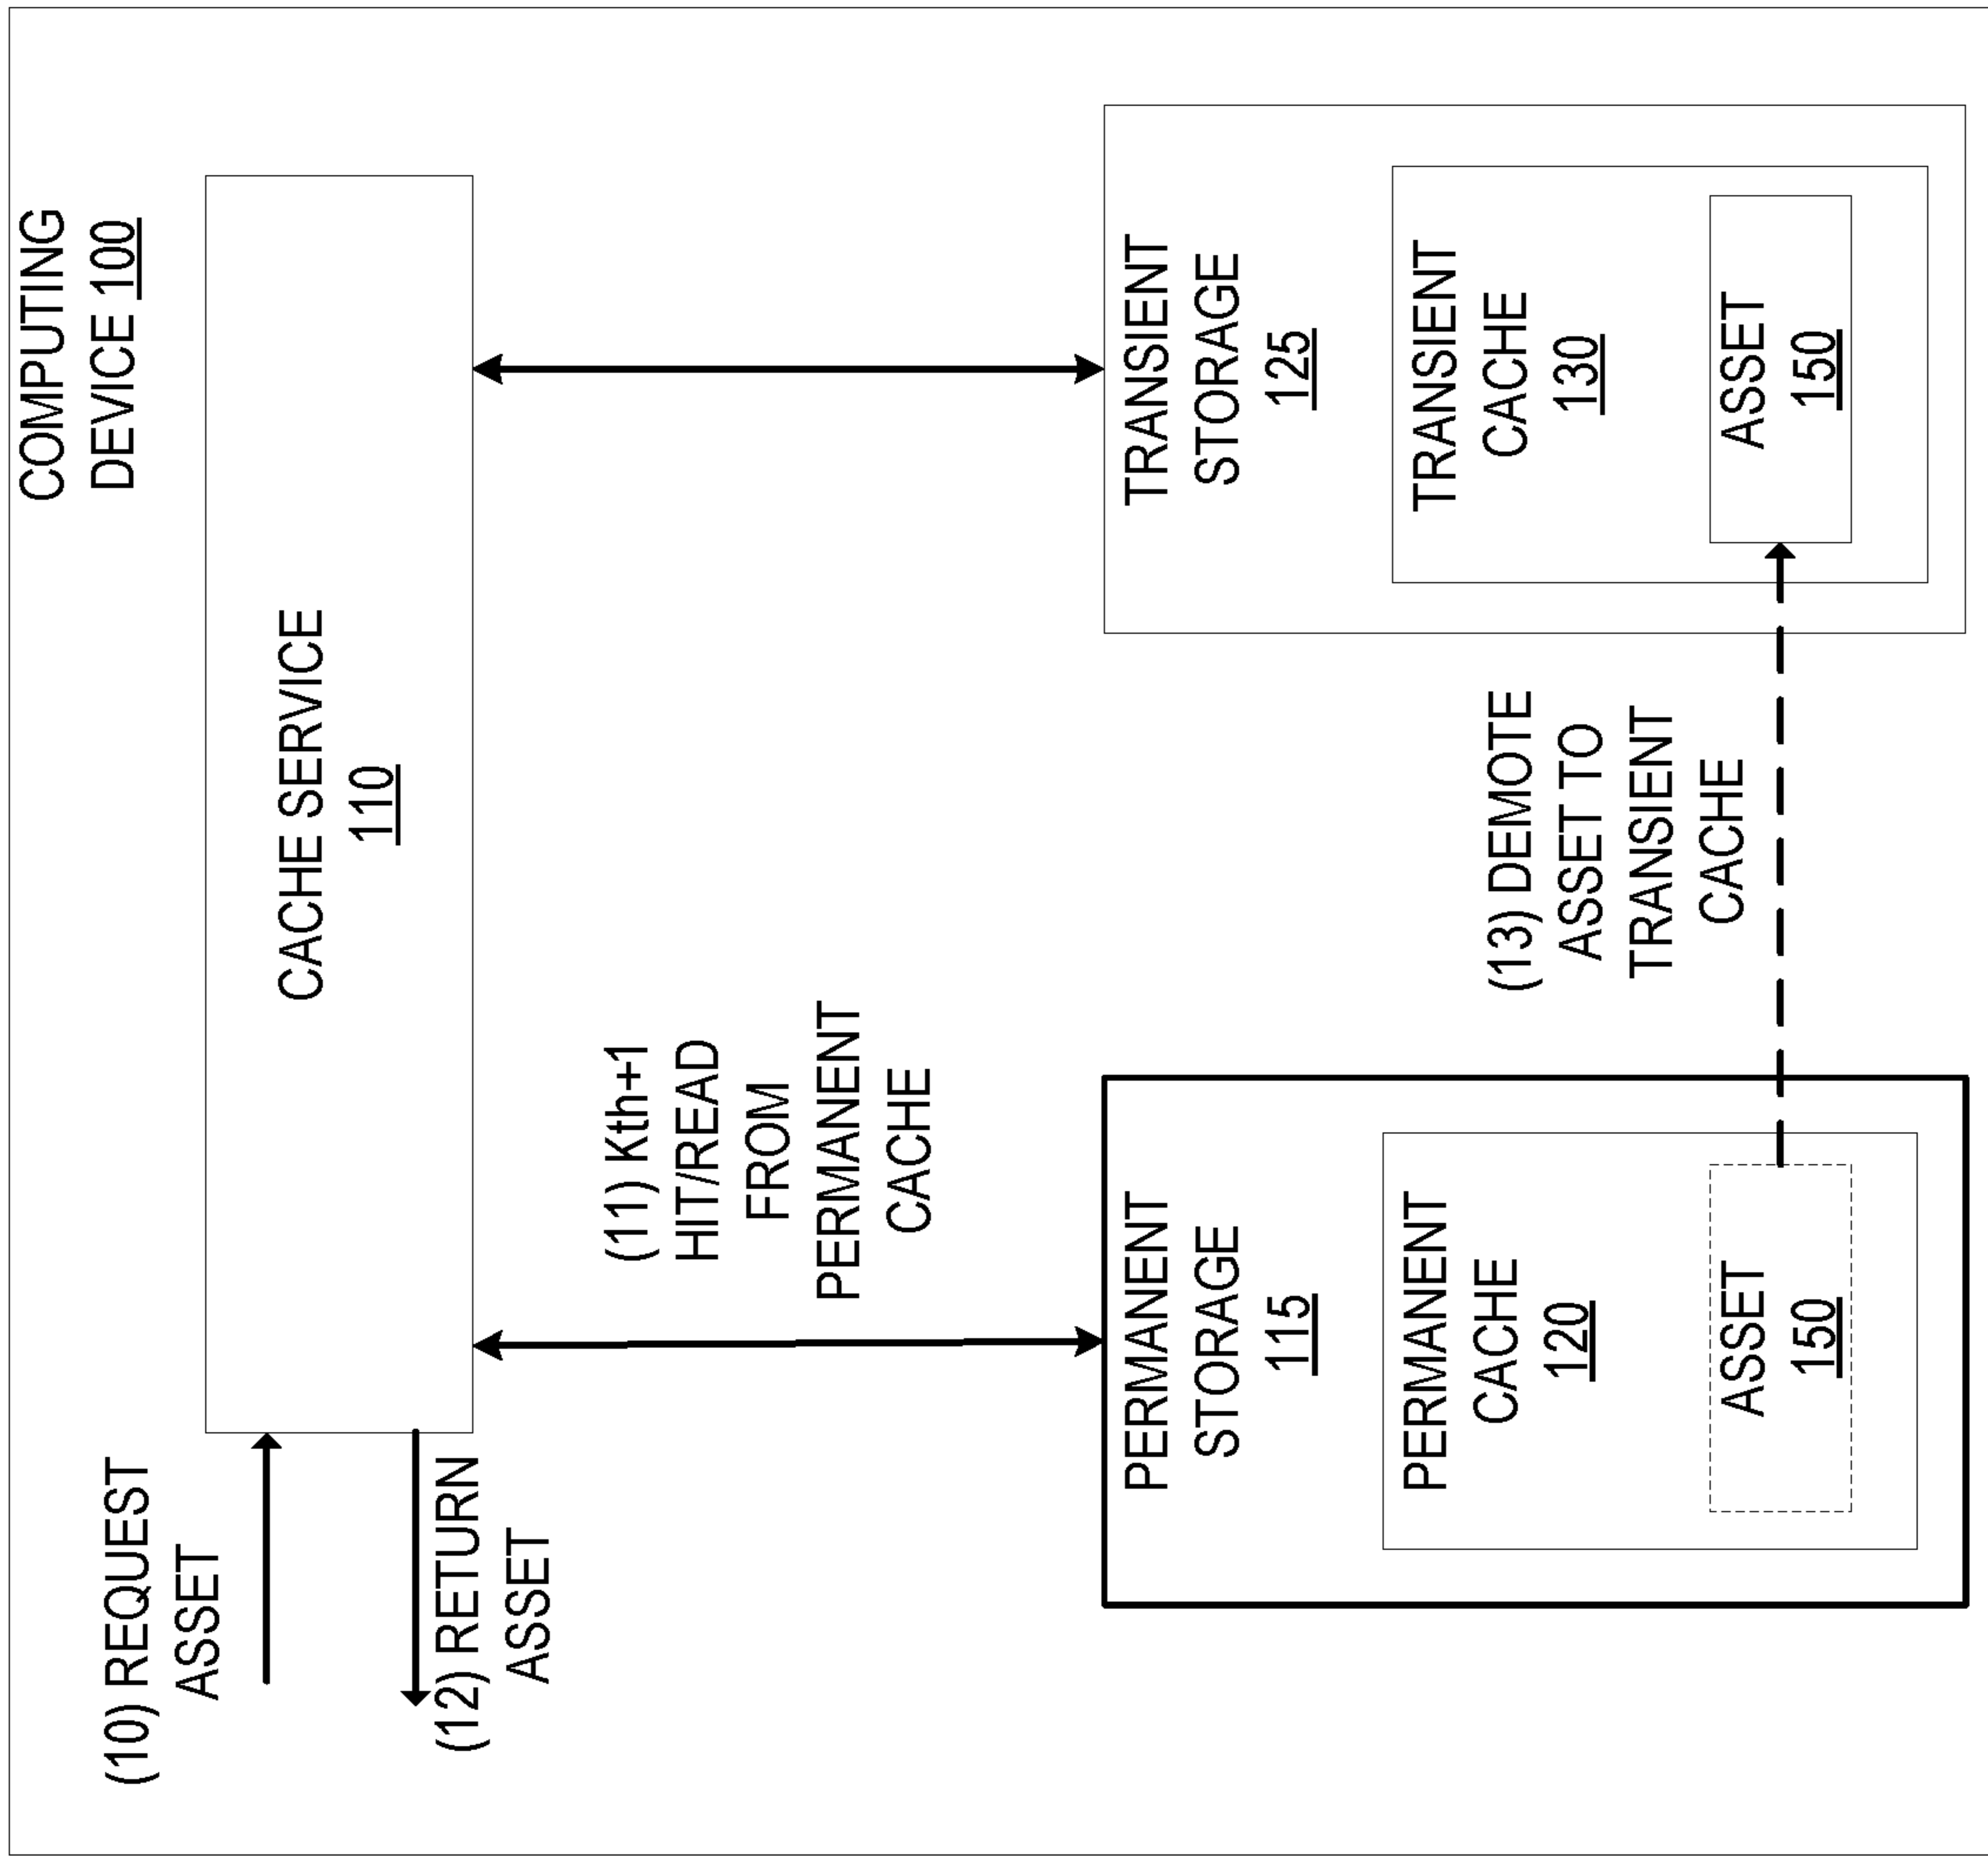 COMPUTING
DEVICE 100
(10) REQUEST
ASSET
CACHE SERVICE
110
(12) RETURN
ASSET
(11) Kth+1
HIT/READ
FROM
PERMANENT
CACHE
PERMANENT
STORAGE
115
PERMANENT
CACHE
120
ASSET
150
(13) DEMOTE
ASSET TO
TRANSIENT
CACHE
TRANSIENT
STORAGE
125
TRANSIENT
CACHE
130
ASSET
150